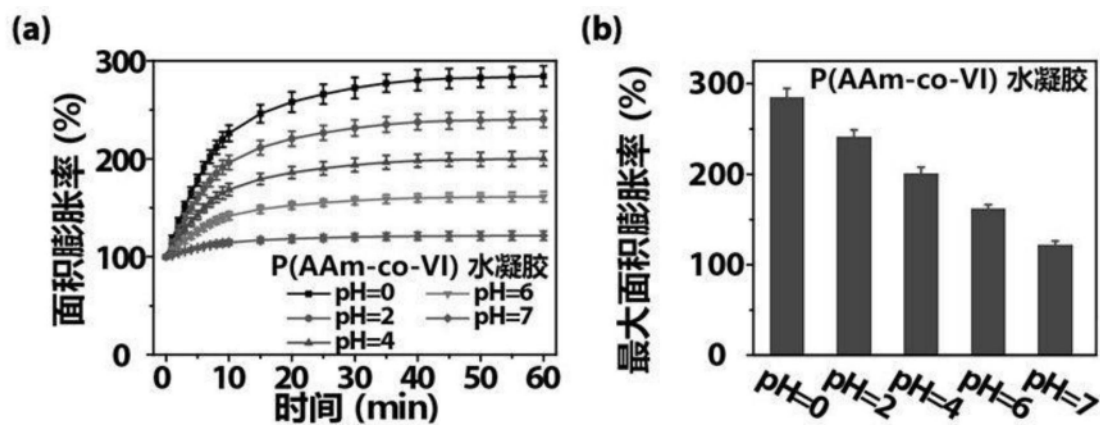 (a)
面积膨胀率 (%)
300
200
100
0
P(AAm-co-VI) 水凝胶
pH=0 pH=6
pH=2 pH=7
pH=4
0 10 20 30 40 50 60
时间 (min)
(b)
最大面积膨胀率 (%)
P(AAm-co-VI) 水凝胶
300
200
100
0
pH=0 pH=2 pH=4 pH=6 pH=7